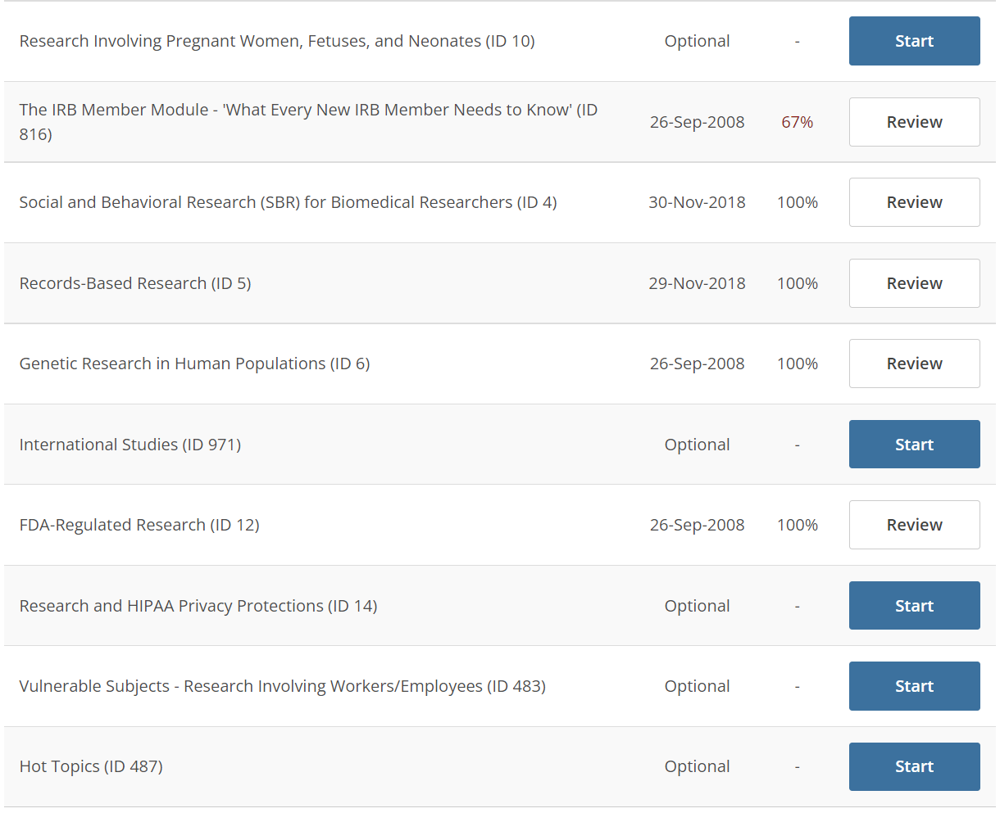 Research Involving Pregnant Women, Fetuses, and Neonates (ID 10) Optional - Start
The IRB Member Module - 'What Every New IRB Member Needs to Know' (ID
816) 26-Sep-2008 67% Review
Social and Behavioral Research (SBR) for Biomedical Researchers (ID 4) 30-Nov-2018 100% Review
Records-Based Research (ID 5) 29-Nov-2018 100% Review
Genetic Research in Human Populations (ID 6) 26-Sep-2008 100% Review
International Studies (ID 971) Optional - Start
FDA-Regulated Research (ID 12) 26-Sep-2008 100% Review
Research and HIPAA Privacy Protections (ID 14) Optional - Start
Vulnerable Subjects - Research Involving Workers/Employees (ID 483) Optional - Start
Hot Topics (ID 487) Optional - Start